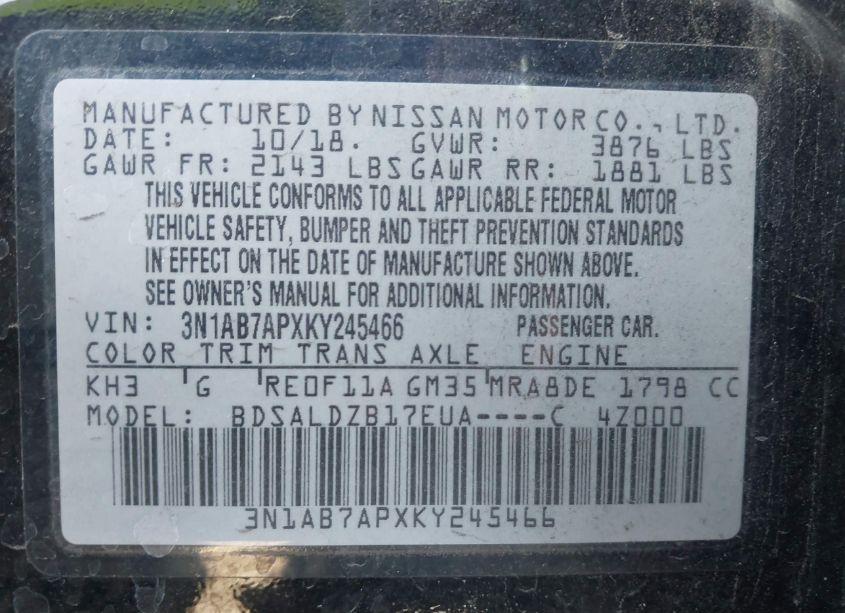 MANUFACTURED BY NISSAN MOTOR CO., LTD.
DATE: 10/18. GVWR: 3876 LBS
GAWR FR: 2143 LBS GAWR RR: 1881 LBS
THIS VEHICLE CONFORMS TO ALL APPLICABLE FEDERAL MOTOR
VEHICLE SAFETY, BUMPER AND THEFT PREVENTION STANDARDS
IN EFFECT ON THE DATE OF MANUFACTURE SHOWN ABOVE.
SEE OWNER'S MANUAL FOR ADDITIONAL INFORMATION.
VIN: 3N1AB7APXKY245466 PASSENGER CAR.
COLOR TRIM TRANS AXLE ENGINE
KH3 G RE0F11A GM35 MRA8DE 1798 CC
MODEL: BDSALDZB17EUA----C 4Z000
3N1AB7APXKY245466